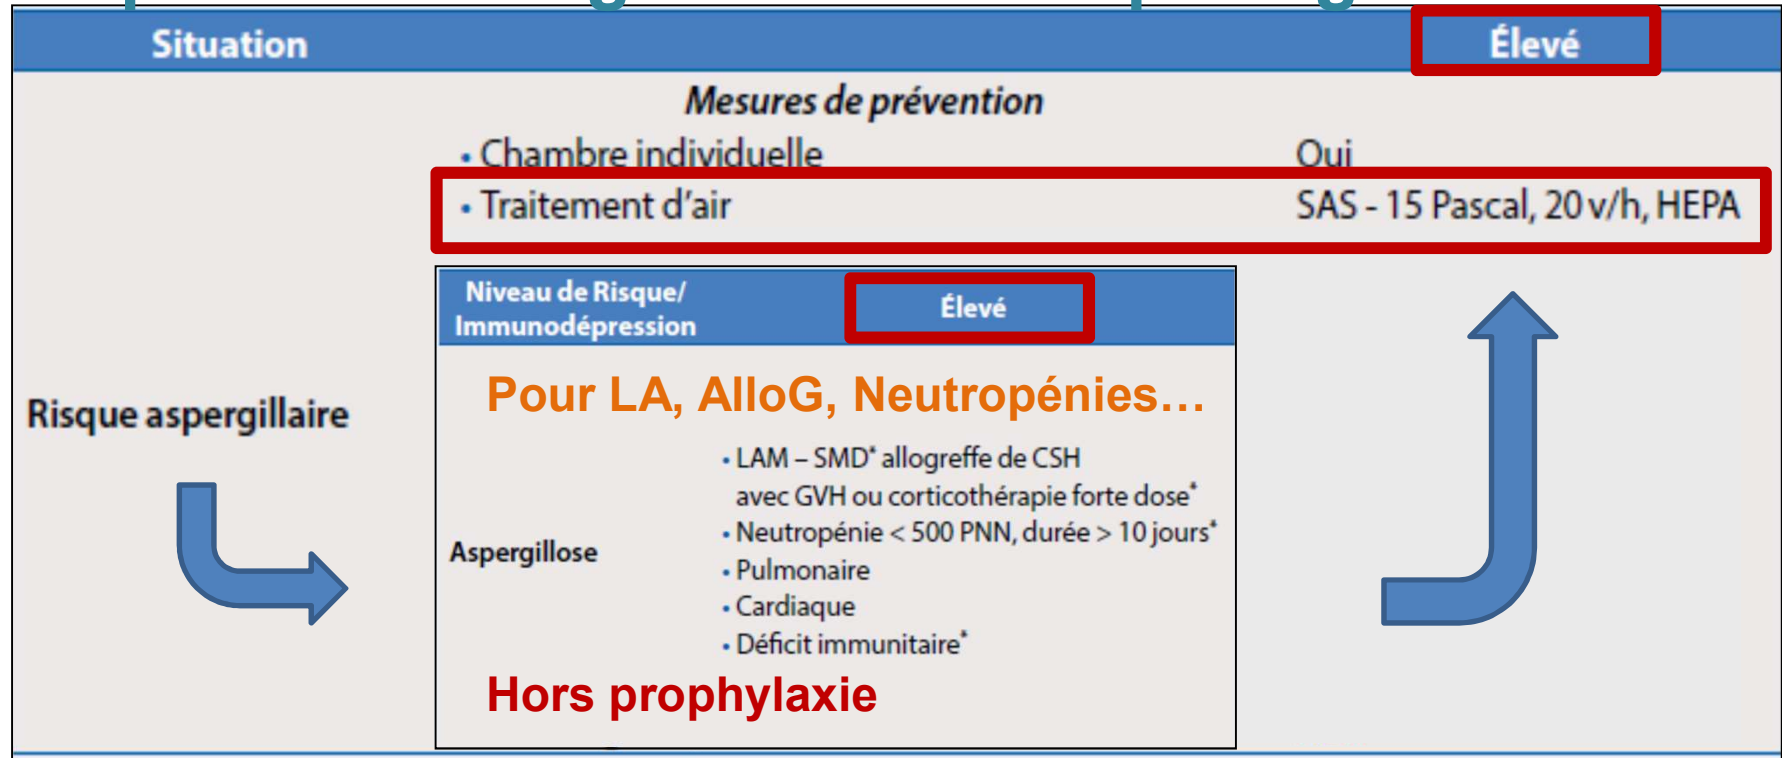 Situation Élevé
Mesures de prévention
• Chambre individuelle Oui
• Traitement d'air SAS - 15 Pascal, 20 v/h, HEPA
Niveau de Risque/
Immunodépression
Élevé
Risque aspergillaire
Pour LA, AlloG, Neutropénies…
Aspergillose
• LAM – SMD* allogreffe de CSH
avec GVH ou corticothérapie forte dose*
• Neutropénie < 500 PNN, durée > 10 jours*
• Pulmonaire
• Cardiaque
• Déficit immunitaire*
Hors prophylaxie